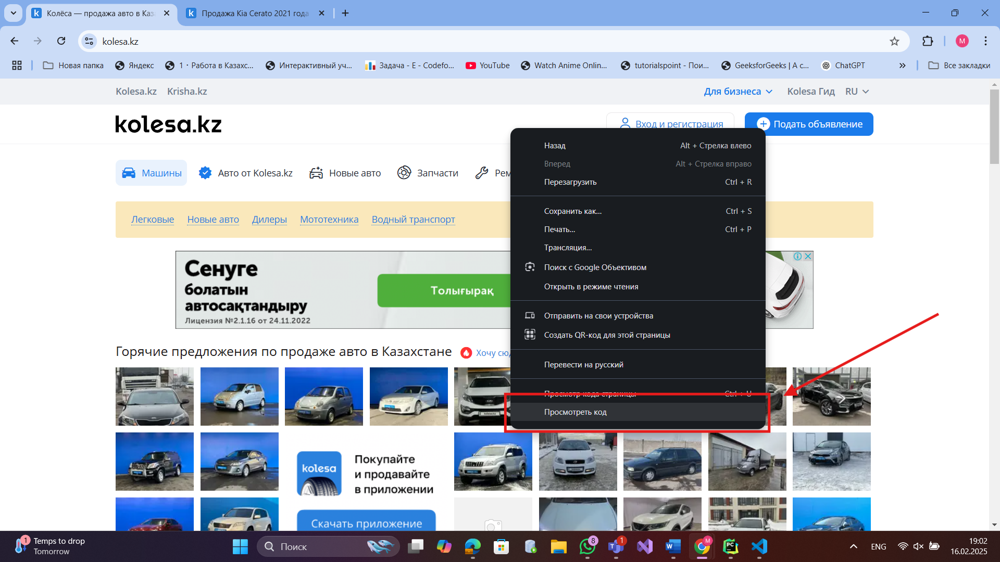 Колёса — продажа авто в Каз
Продажа Kia Cerato 2021 года
kolesa.kz
M
Новая папка
Яндекс
1 · Работа в Казахс...
Интерактивный уч...
Задача - E - Codefo...
YouTube
Watch Anime Onlin...
tutorialspoint - Пои...
GeeksforGeeks | A c...
ChatGPT
Все закладки
Kolesa.kz Krisha.kz
Для бизнеса Kolesa Гид RU
kolesa.kz
Вход и регистрация
Подать объявление
Машины
Авто от Kolesa.kz
Новые авто
Запчасти
Рем
Легковые Новые авто Дилеры Мототехника Водный транспорт
Сенуге
болатын
автосақтандыру
Лицензия №2.1.16 от 24.11.2022
Толығырақ
Горячие предложения по продаже авто в Казахстане
Хочу сюд
Назад Alt + Стрелка влево
Вперед Alt + Стрелка вправо
Перезагрузить Ctrl + R
Сохранить как... Ctrl + S
Печать... Ctrl + P
Трансляция...
Поиск с Google Объективом
Открыть в режиме чтения
Отправить на свои устройства
Создать QR-код для этой страницы
Перевести на русский
Просмотр кода страницы Ctrl + U
Просмотреть код
kolesa
Покупайте
и продавайте
в приложении
Скачать приложение
1
Temps to drop
Tomorrow
Поиск
8
1
M
ENG
19:02
16.02.2025